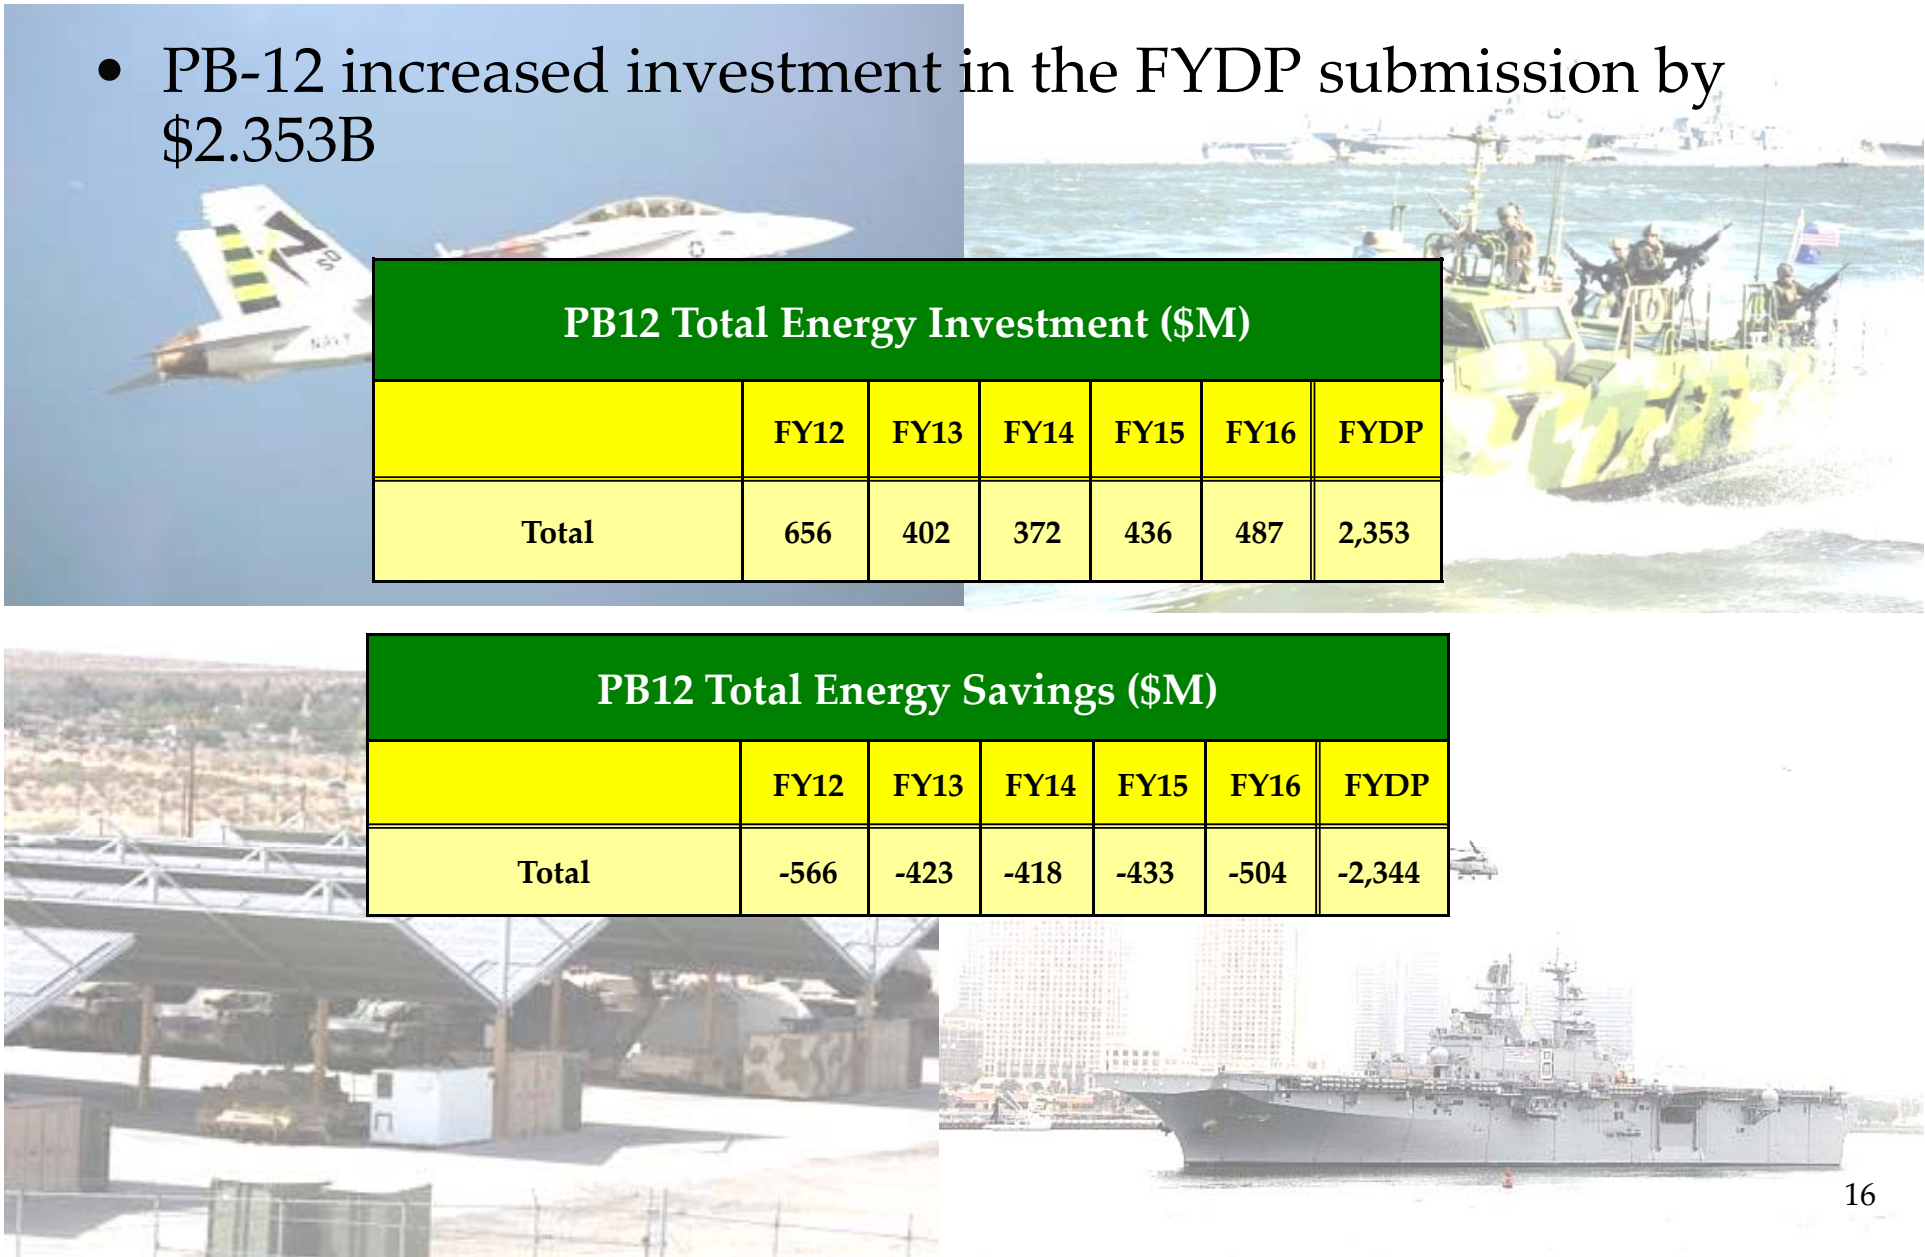 • PB-12 increased investment in the FYDP submission by
$2.353B
PB12 Total Energy Investment ($M)
FY12 FY13 FY14 FY15 FY16 FYDP
Total 656 402 372 436 487 2,353
PB12 Total Energy Savings ($M)
FY12 FY13 FY14 FY15 FY16 FYDP
Total -566 -423 -418 -433 -504 -2,344
NAVY
16